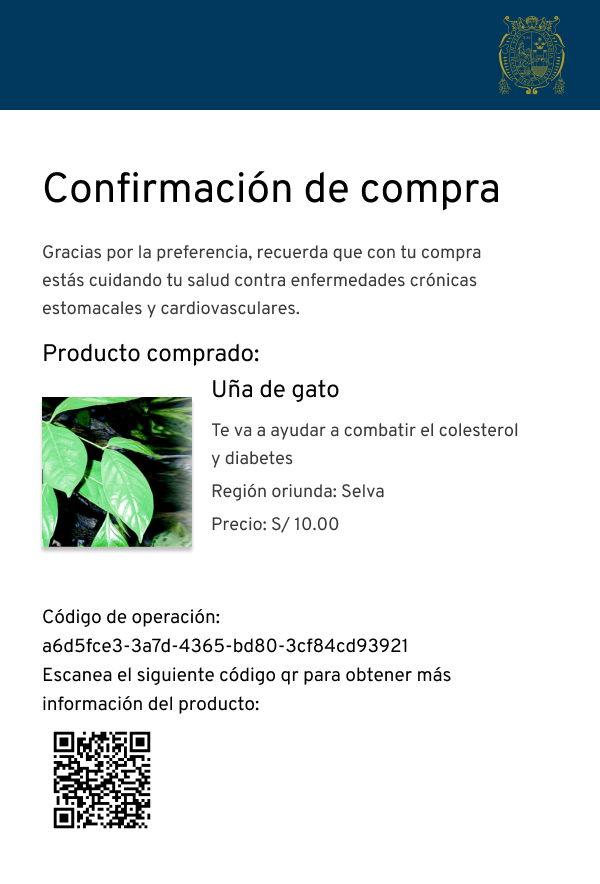 Confirmación de compra
Gracias por la preferencia, recuerda que con tu compra
estás cuidando tu salud contra enfermedades crónicas
estomacales y cardiovasculares.
Producto comprado:
Uña de gato
Te va a ayudar a combatir el colesterol
y diabetes
Región oriunda: Selva
Precio: S/ 10.00
Código de operación:
a6d5fce3-3a7d-4365-bd80-3cf84cd93921
Escanea el siguiente código qr para obtener más
información del producto: